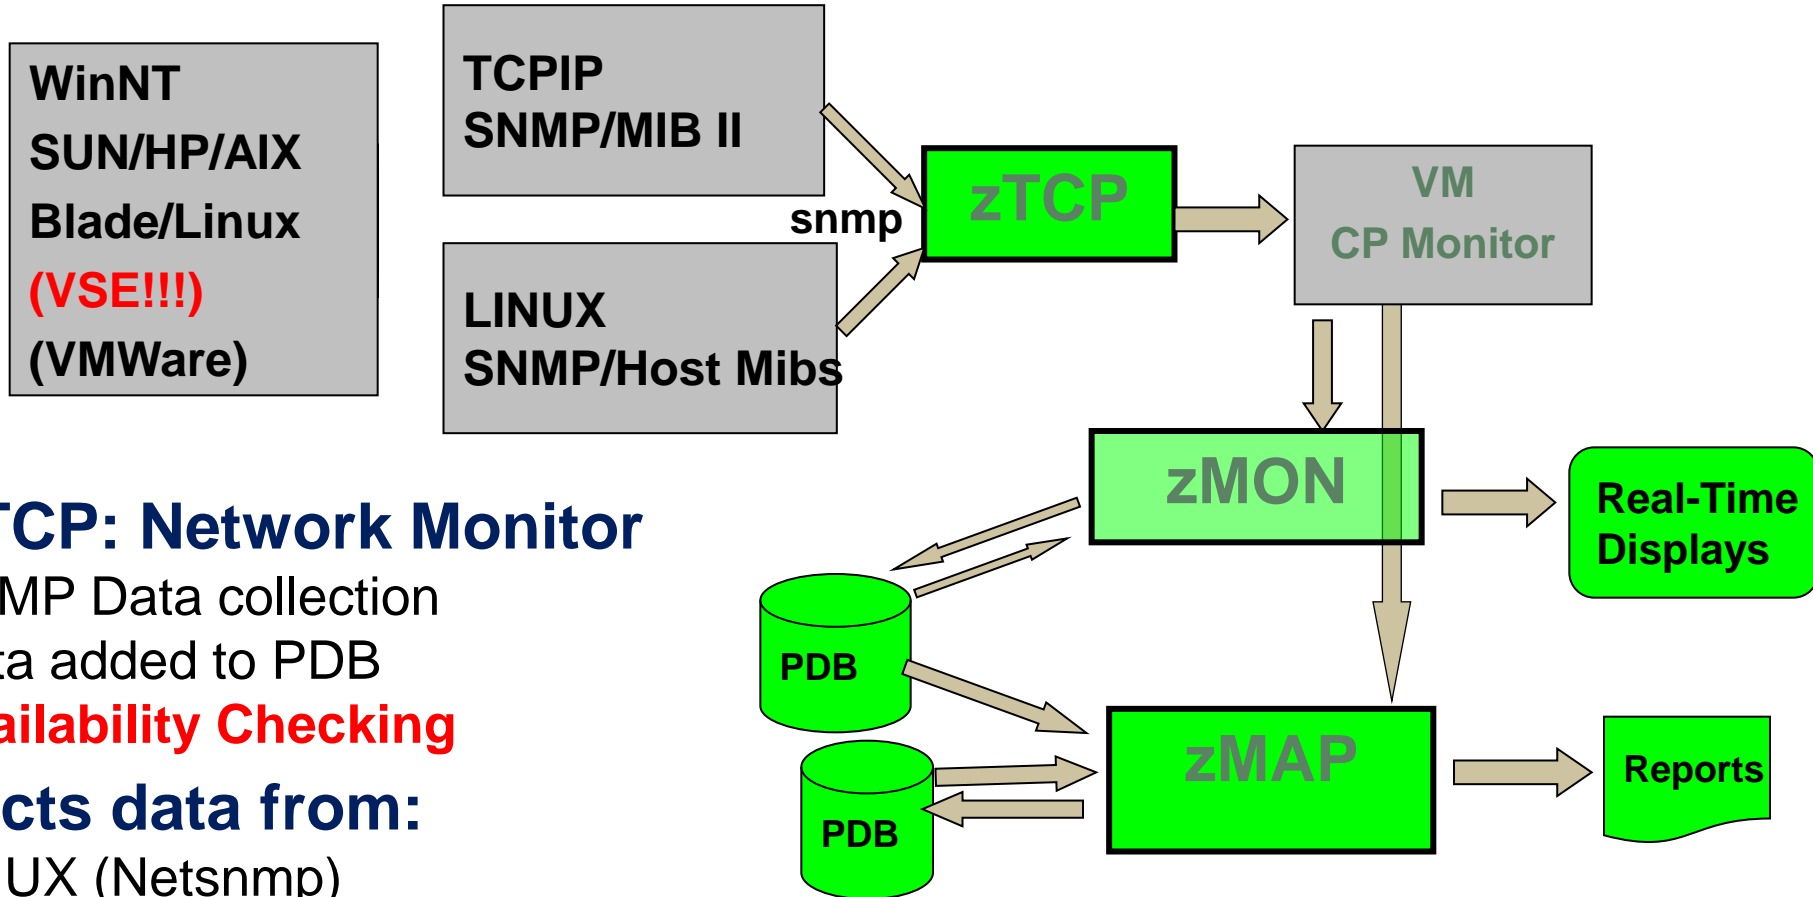 WinNT
SUN/HP/AIX
Blade/Linux
(VSE!!!)
(VMWare)
TCPIP
SNMP/MIB II
snmp
LINUX
SNMP/Host Mibs
zTCP
VM
CP Monitor
zMON
Real-Time
Displays
PDB
zMAP
Reports
PDB
TCP: Network Monitor
MP Data collection
ta added to PDB
ailability Checking
cts data from:
UX (Netsnmp)